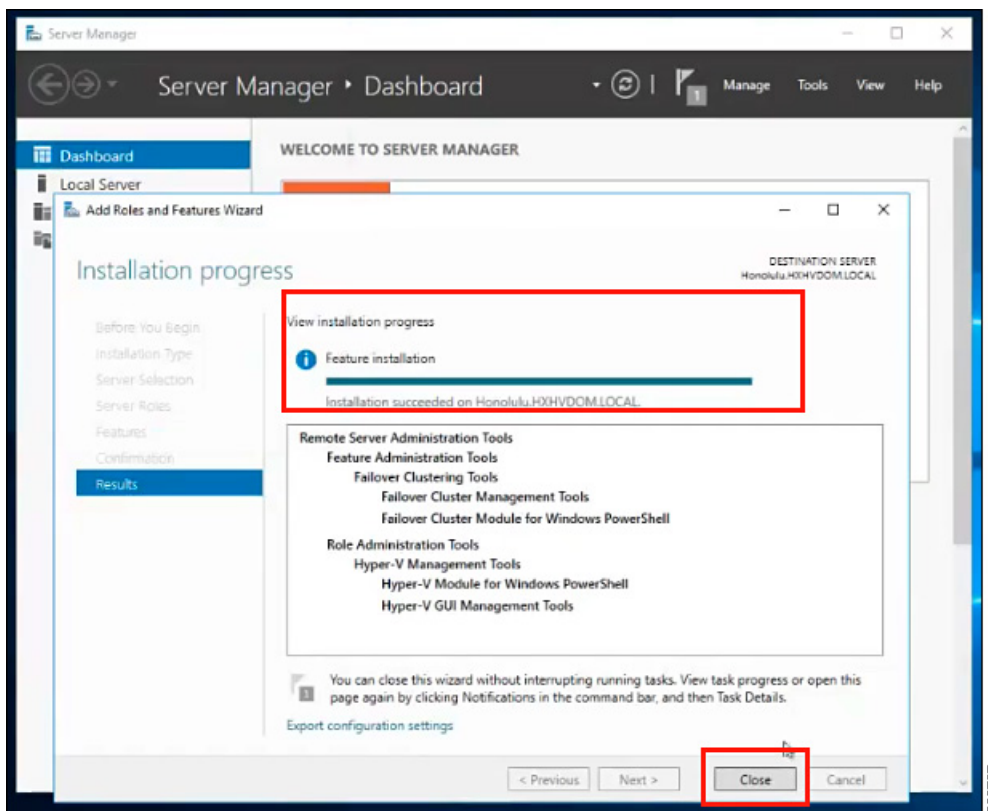 Server Manager
Server Manager • Dashboard
1
Manage
Tools
View
Help
Dashboard
Local Server
WELCOME TO SERVER MANAGER
Add Roles and Features Wizard
Installation progress
DESTINATION SERVER
Honolulu.HXHVDOM.LOCAL
Before You Begin
Installation Type
Server Selection
Server Roles
Features
Confirmation
Results
View installation progress
Feature installation
Installation succeeded on Honolulu.HXHVDOM.LOCAL.
Remote Server Administration Tools
Feature Administration Tools
Failover Clustering Tools
Failover Cluster Management Tools
Failover Cluster Module for Windows PowerShell
Role Administration Tools
Hyper-V Management Tools
Hyper-V Module for Windows PowerShell
Hyper-V GUI Management Tools
1
You can close this wizard without interrupting running tasks. View task progress or open this
page again by clicking Notifications in the command bar, and then Task Details.
Export configuration settings
< Previous
Next >
Close
Cancel